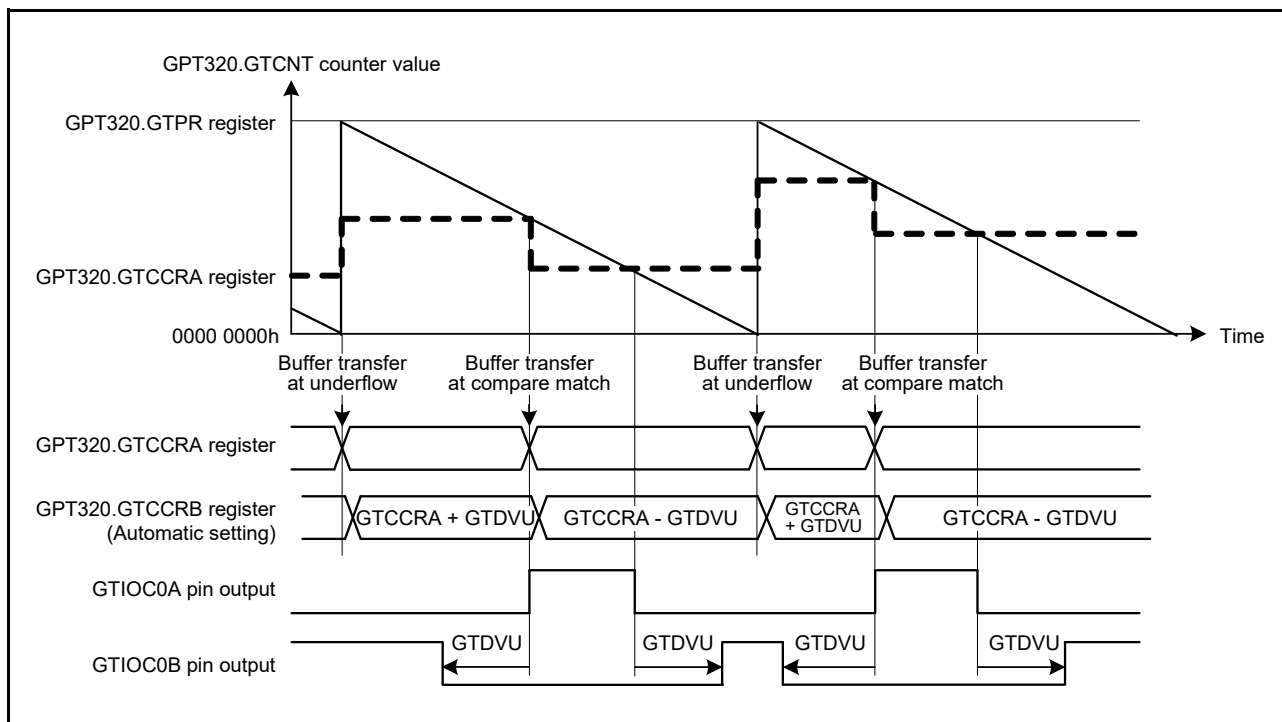 GPT320.GTCNT counter value
GPT320.GTPR register
GPT320.GTCCRA register
0000 0000h
Time
Buffer transfer
at underflow
Buffer transfer
at compare match
Buffer transfer
at underflow
Buffer transfer
at compare match
GPT320.GTCCRA register
GPT320.GTCCRB register
(Automatic setting)
GTCCRA + GTDVU
GTCCRA - GTDVU
GTCCRA
+ GTDVU
GTCCRA - GTDVU
GTIOC0A pin output
GTIOC0B pin output
GTDVU
GTDVU
GTDVU
GTDVU